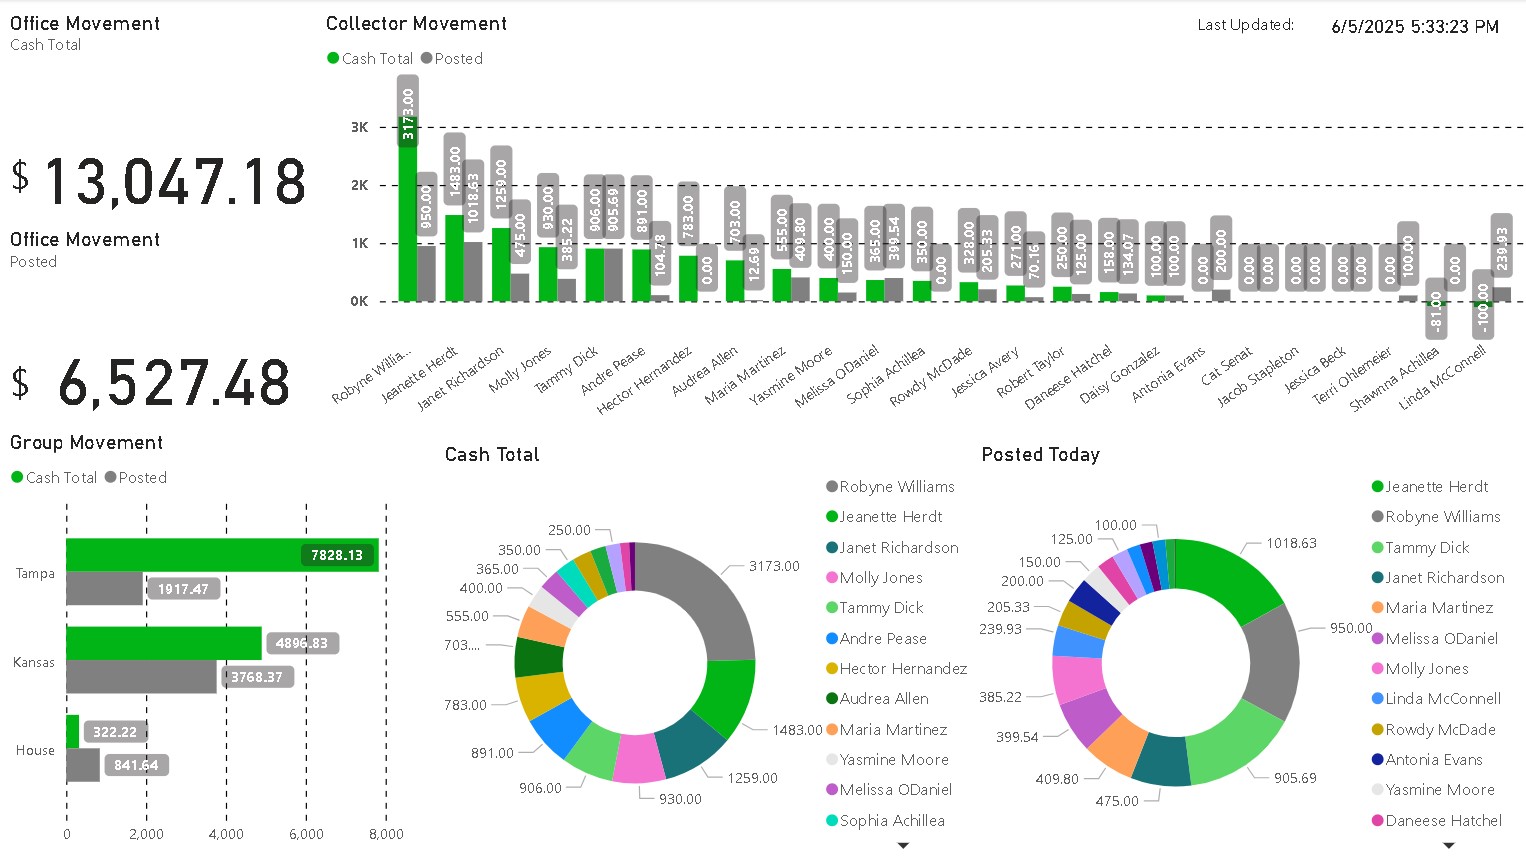 Office Movement
Cash Total
$ 13,047.18
Office Movement
Posted
$ 6,527.48
Collector Movement
Cash Total Posted
Last Updated: 6/5/2025 5:33:23 PM
3K
2K
1K
0K
3173.00 950.00 1483.00 1018.63 1259.00 475.00 930.00 385.22 906.00 905.69 891.00 104.78 783.00 0.00 703.00 12.69 555.00 409.80 400.00 150.00 365.00 399.54 350.00 0.00 328.00 205.33 271.00 70.16 250.00 125.00 158.00 134.07 100.00 100.00 0.00 200.00 0.00 0.00 0.00 0.00 0.00 0.00 0.00 100.00 -81.00 0.00 -100.00 239.93
Robyne Willia...
Jeanette Herdt
Janet Richardson
Molly Jones
Tammy Dick
Andre Pease
Hector Hernandez
Audrea Allen
Maria Martinez
Yasmine Moore
Melissa ODaniel
Sophia Achillea
Rowdy McDade
Jessica Avery
Robert Taylor
Daneese Hatchel
Daisy Gonzalez
Antonia Evans
Cat Senat
Jacob Stapleton
Jessica Beck
Terri Ohlemeier
Shawnna Achillea
Linda McConnell
Group Movement
Cash Total Posted
Tampa
7828.13
1917.47
Kansas
4896.83
3768.37
House
322.22
841.64
0 2,000 4,000 6,000 8,000
Cash Total
250.00
350.00
365.00
400.00
555.00
703....
783.00
891.00
906.00
930.00
1259.00
1483.00
3173.00
Robyne Williams
Jeanette Herdt
Janet Richardson
Molly Jones
Tammy Dick
Andre Pease
Hector Hernandez
Audrea Allen
Maria Martinez
Yasmine Moore
Melissa ODaniel
Sophia Achillea
Posted Today
100.00
125.00
150.00
200.00
205.33
239.93
385.22
399.54
409.80
475.00
905.69
950.00
1018.63
Jeanette Herdt
Robyne Williams
Tammy Dick
Janet Richardson
Maria Martinez
Melissa ODaniel
Molly Jones
Linda McConnell
Rowdy McDade
Antonia Evans
Yasmine Moore
Daneese Hatchel